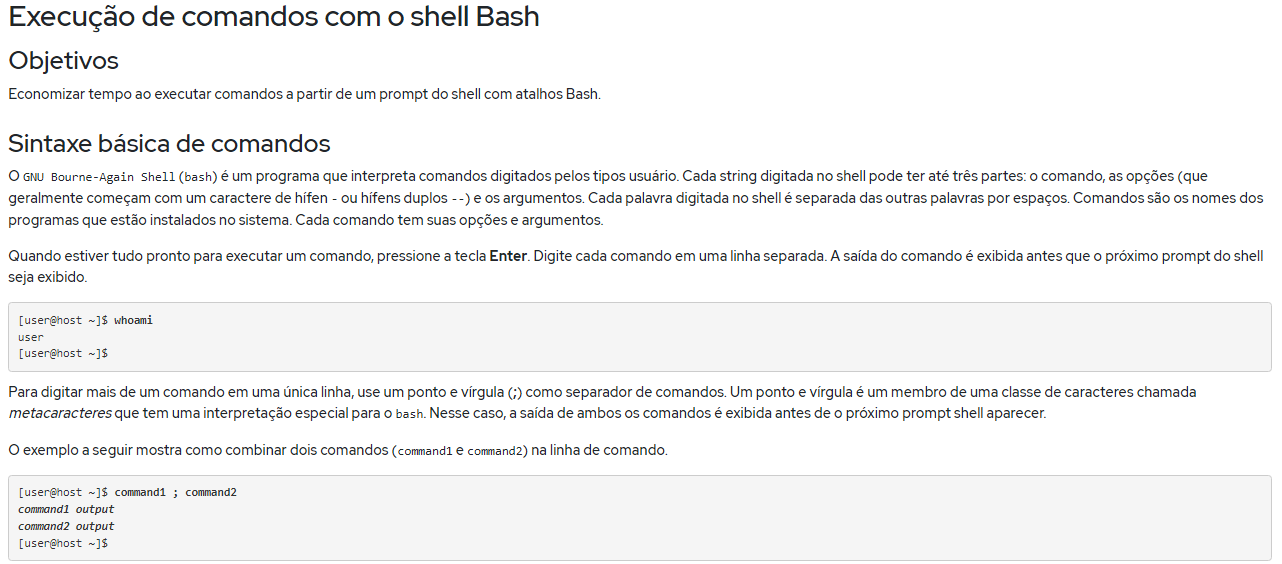 Execução de comandos com o shell Bash
Objetivos
Economizar tempo ao executar comandos a partir de um prompt do shell com atalhos Bash.
Sintaxe básica de comandos
O GNU Bourne-Again Shell (bash) é um programa que interpreta comandos digitados pelos tipos usuário. Cada string digitada no shell pode ter até três partes: o comando, as opções (que
geralmente começam com um caractere de hífen - ou hífens duplos --) e os argumentos. Cada palavra digitada no shell é separada das outras palavras por espaços. Comandos são os nomes dos
programas que estão instalados no sistema. Cada comando tem suas opções e argumentos.
Quando estiver tudo pronto para executar um comando, pressione a tecla Enter. Digite cada comando em uma linha separada. A saída do comando é exibida antes que o próximo prompt do shell
seja exibido.
[user@host ~]$ whoami
user
[user@host ~]$
Para digitar mais de um comando em uma única linha, use um ponto e vírgula (;) como separador de comandos. Um ponto e vírgula é um membro de uma classe de caracteres chamada
metacaracteres que tem uma interpretação especial para o bash. Nesse caso, a saída de ambos os comandos é exibida antes de o próximo prompt shell aparecer.
O exemplo a seguir mostra como combinar dois comandos (command1 e command2) na linha de comando.
[user@host ~]$ command1 ; command2
command1 output
command2 output
[user@host ~]$